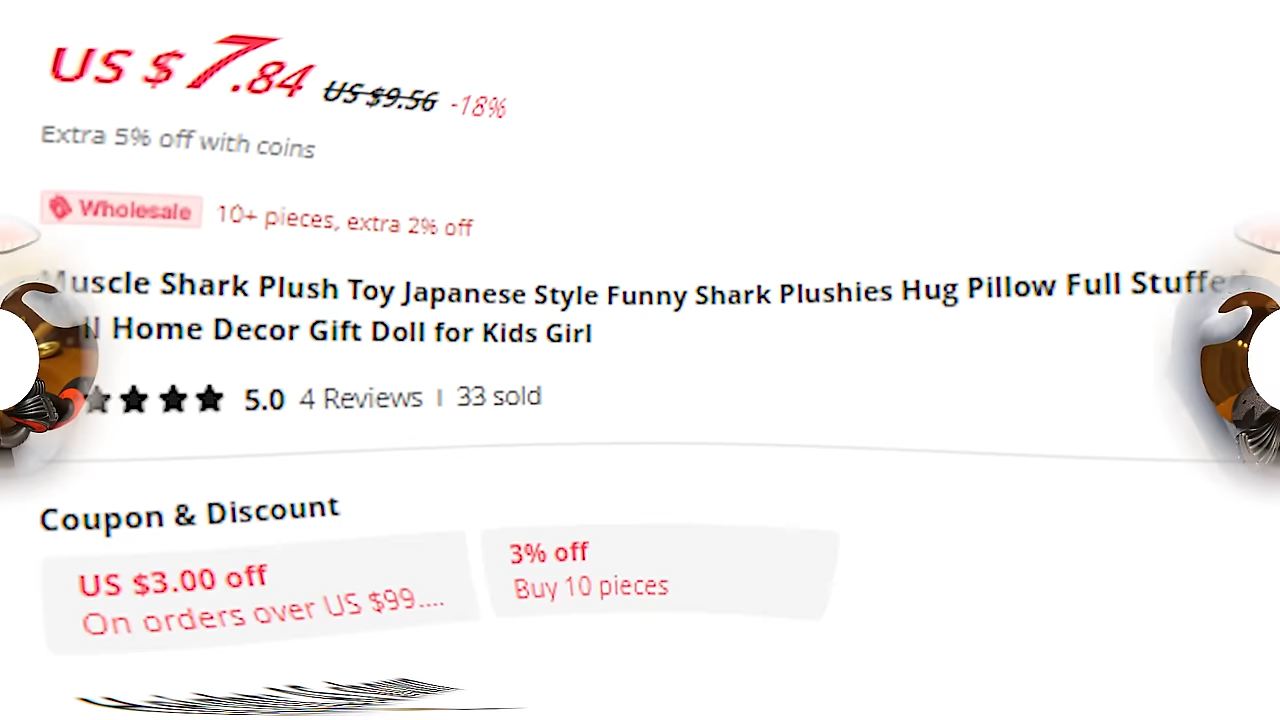 US $7.84 US $9.56 -18%
Extra 5% off with coins
Wholesale 10+ pieces, extra 2% off
Muscle Shark Plush Toy Japanese Style Funny Shark Plushies Hug Pillow Full Stuffed
Home Decor Gift Doll for Kids Girl
5.0 4 Reviews | 33 sold
Coupon & Discount
US $3.00 off
On orders over US $99....
3% off
Buy 10 pieces